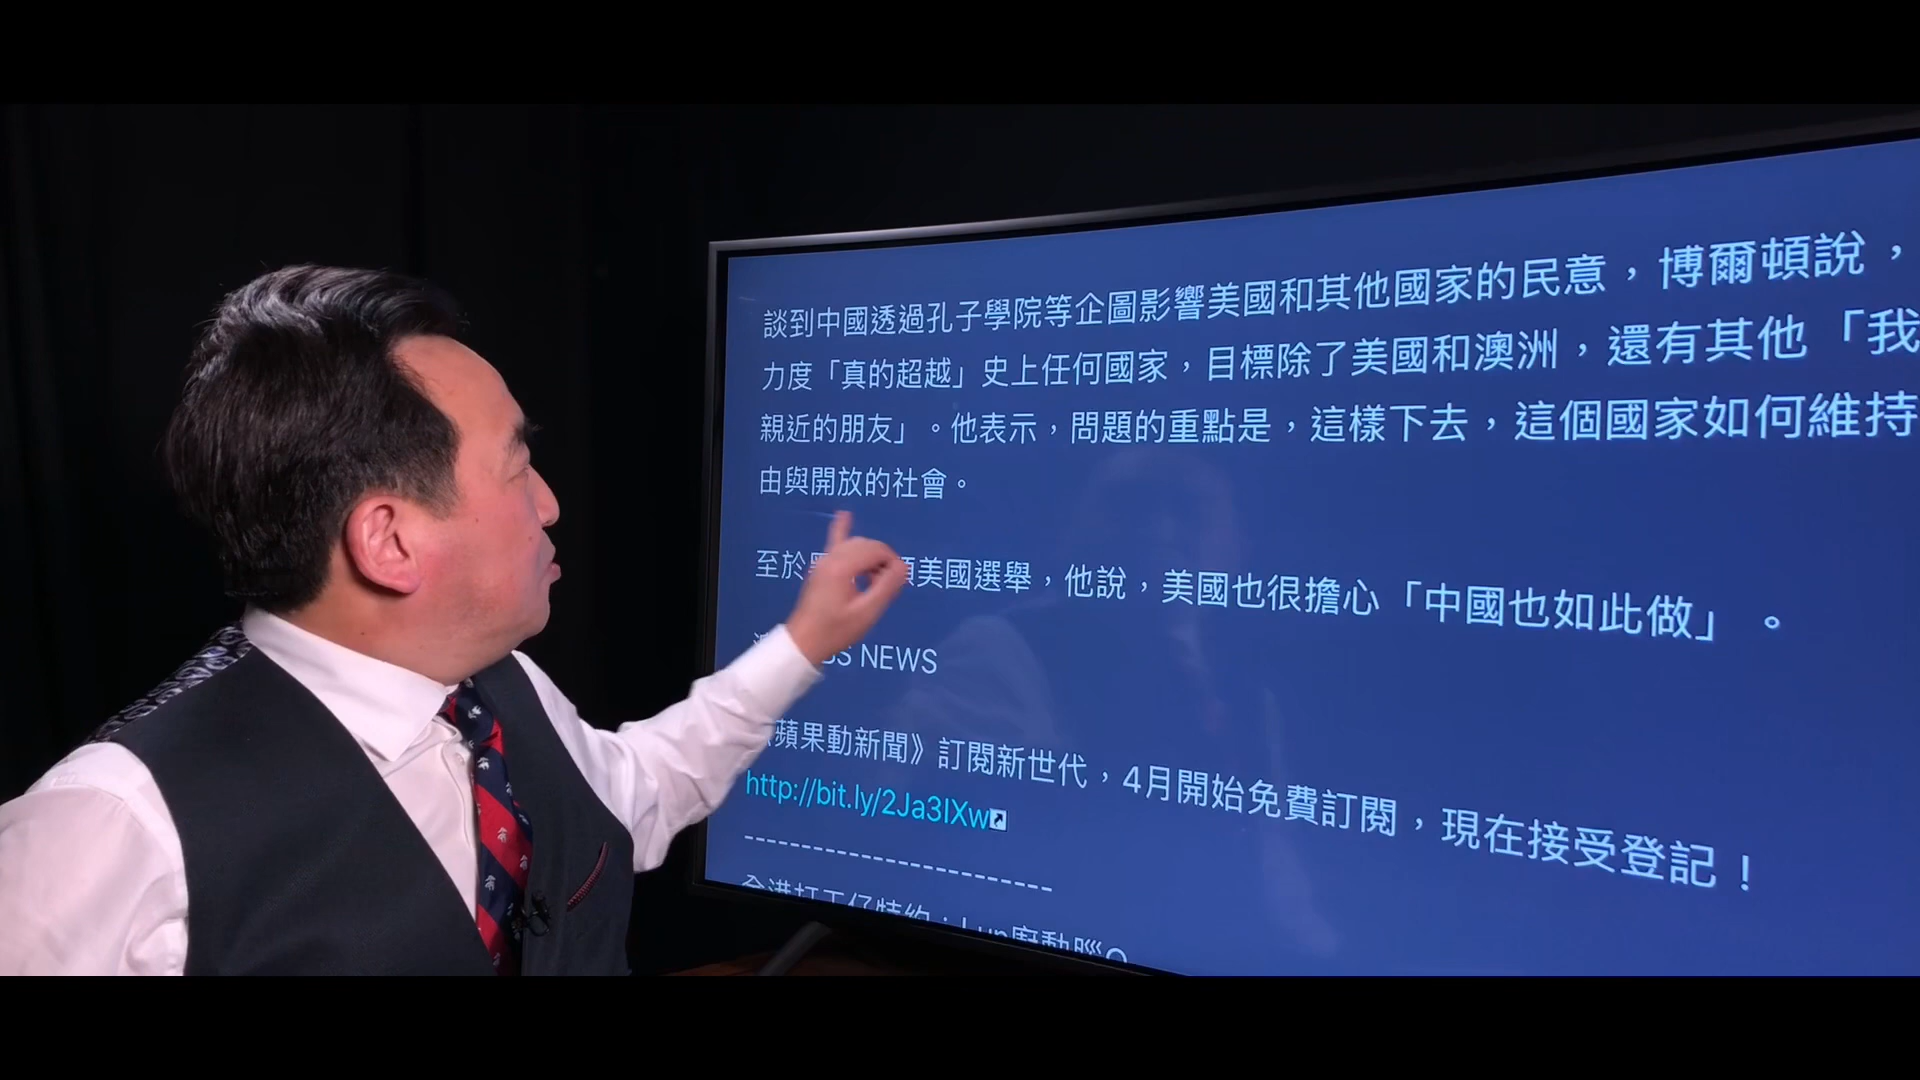 談到中國透過孔子學院等企圖影響美國和其他國家的民意，博爾頓說，
力度「真的超越」史上任何國家，目標除了美國和澳洲，還有其他「我
親近的朋友」。他表示，問題的重點是，這樣下去，這個國家如何維持
由與開放的社會。
至於 美國選舉，他說，美國也很擔心「中國也如此做」 。
NEWS
蘋果動新聞》訂閱新世代，4月開始免費訂閱，現在接受登記！
http://bit.ly/2Ja3IXw
-----------------------
全港打工仔特約